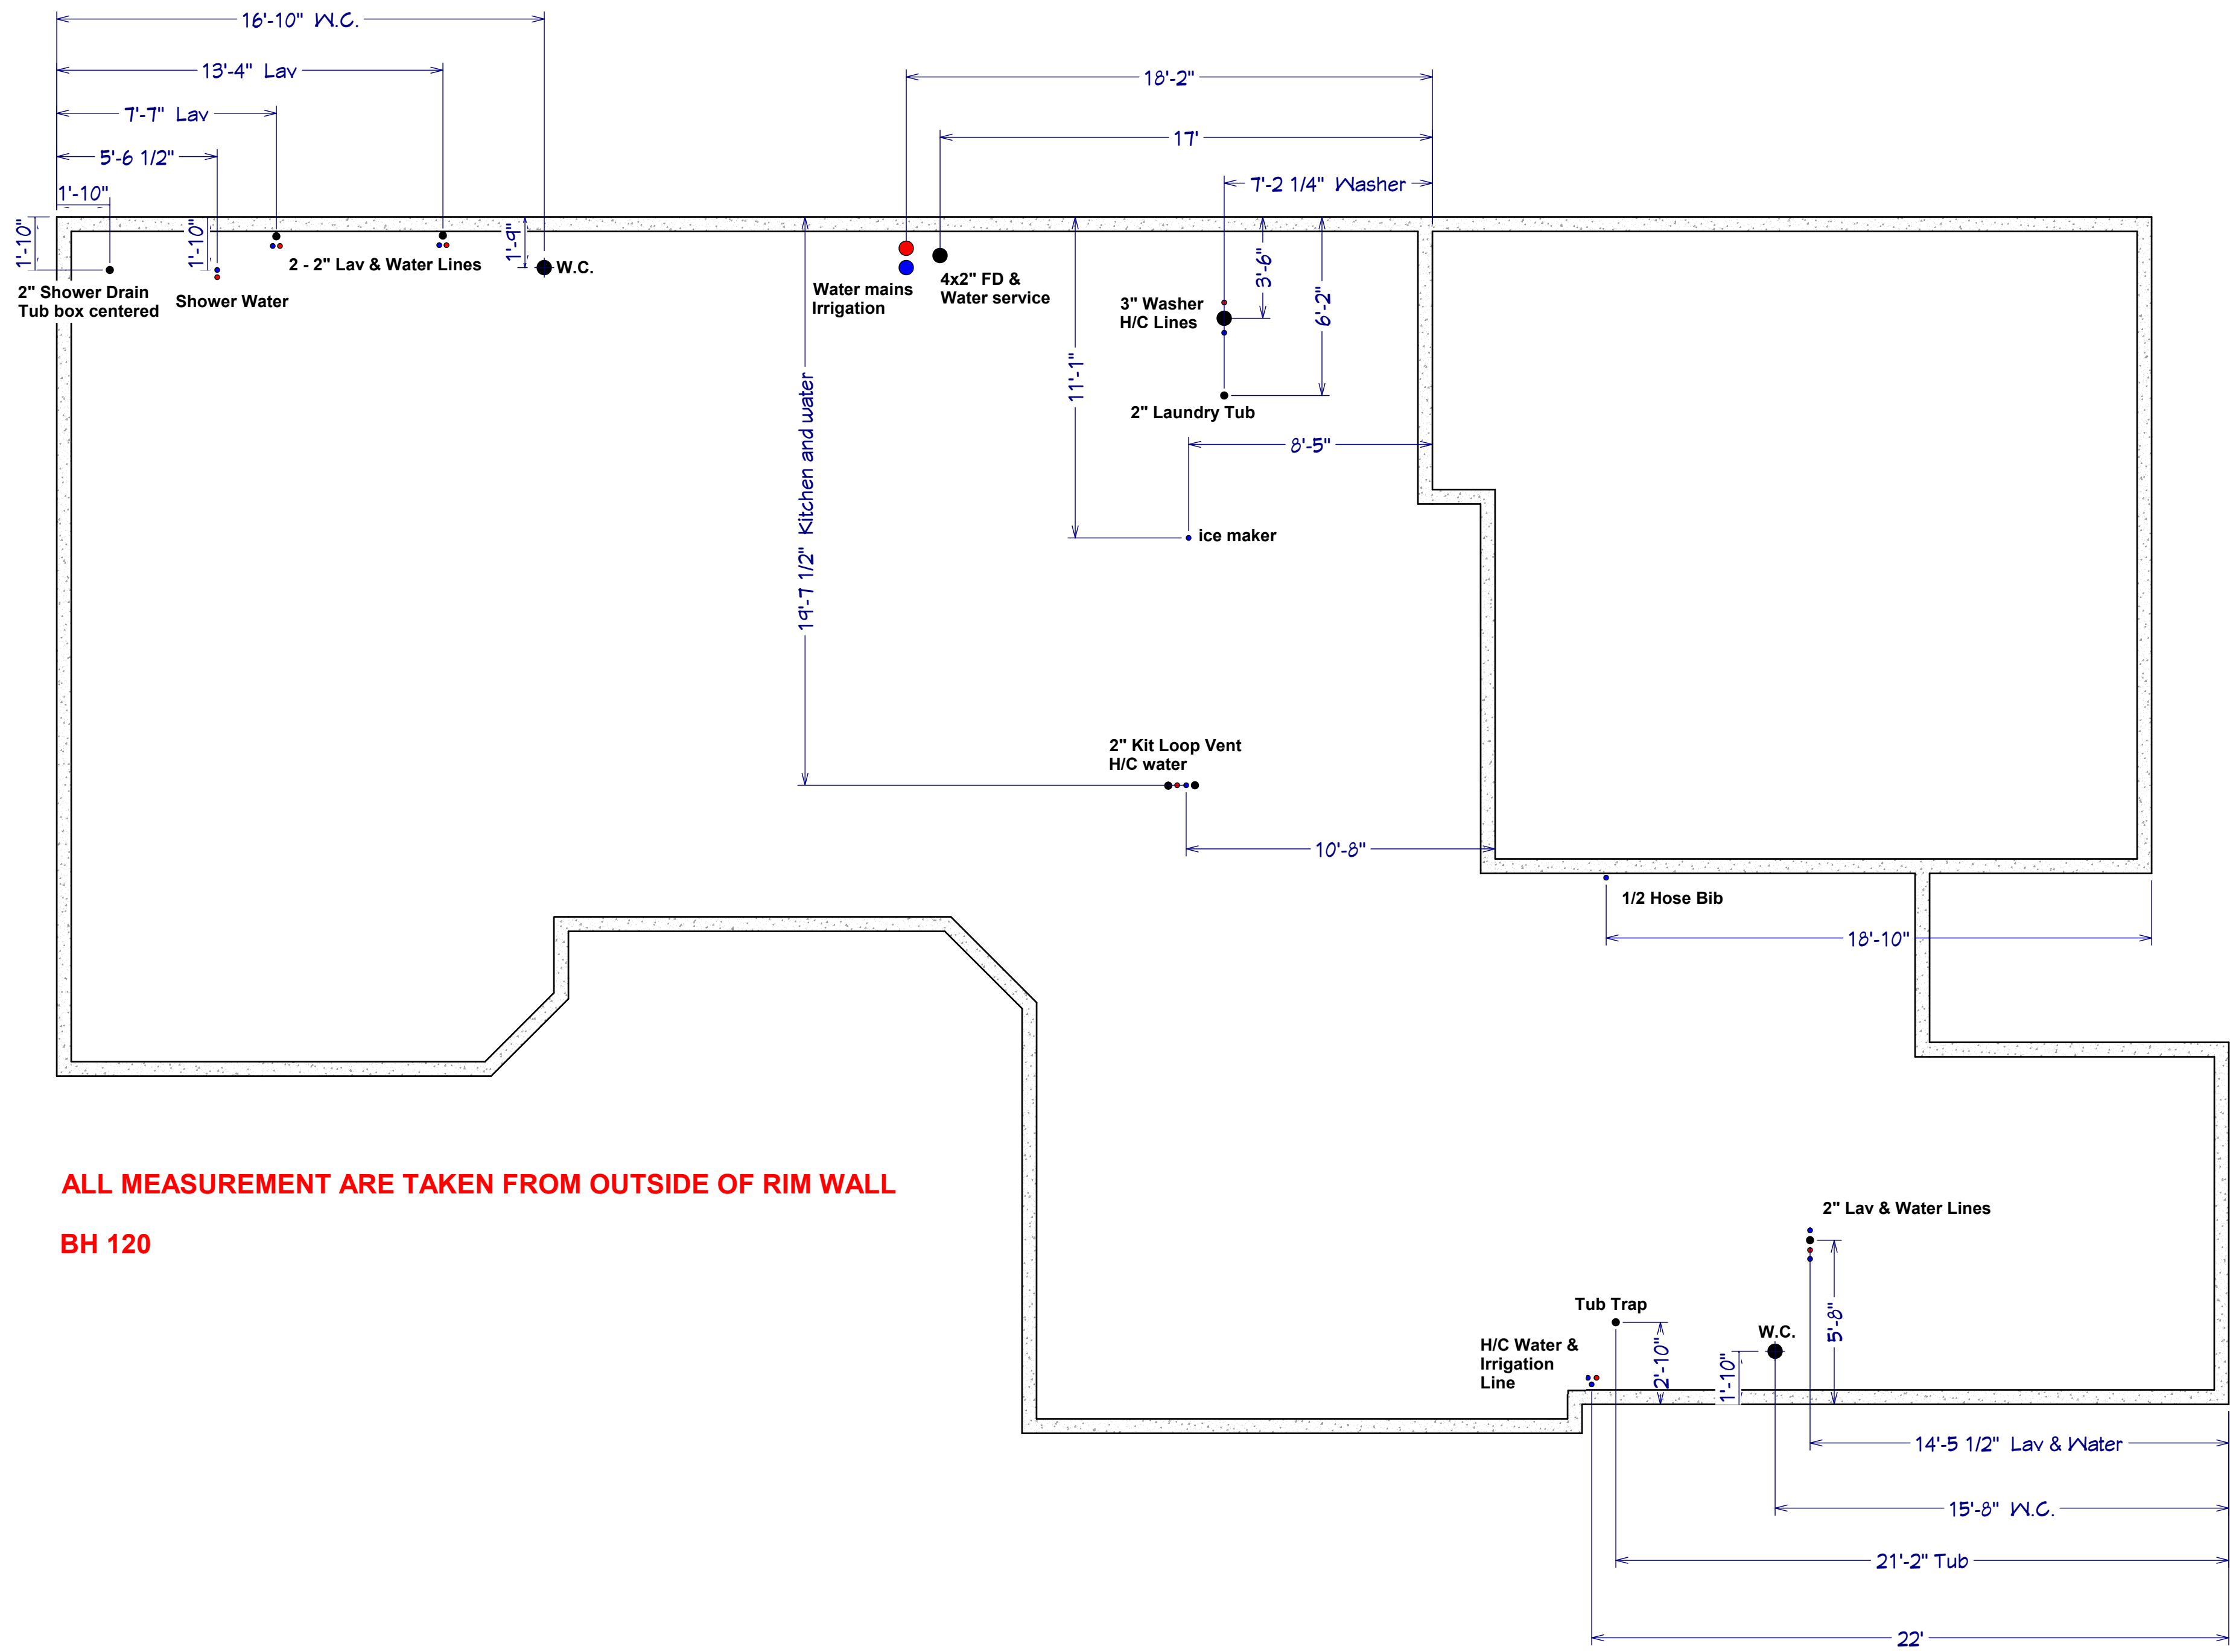 16'-10" W.C.
13'-4" Lav
18'-2"
7'-7" Lav
17'
5'-6 1/2"
7'-2 1/4" Washer
1'-10"
1'-10"
1'-10"
1'-9"
3'-6"
6'-2"
2 - 2" Lav & Water Lines
W.C.
2" Shower Drain
Tub box centered
Shower Water
Water mains
Irrigation
4x2" FD &
Water service
3" Washer
H/C Lines
11'-1"
2" Laundry Tub
8'-5"
19'-7 1/2" Kitchen and water
ice maker
2" Kit Loop Vent
H/C water
10'-8"
1/2 Hose Bib
18'-10"
ALL MEASUREMENT ARE TAKEN FROM OUTSIDE OF RIM WALL
BH 120
2" Lav & Water Lines
Tub Trap
W.C.
5'-8"
H/C Water &
Irrigation
Line
2'-10"
1'-10"
14'-5 1/2" Lav & Water
15'-8" W.C.
21'-2" Tub
22'